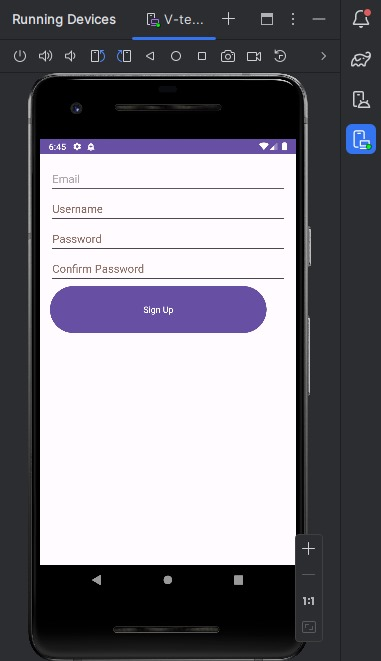 Running Devices V-te...
6:45
Email
Username
Password
Confirm Password
Sign Up
1:1